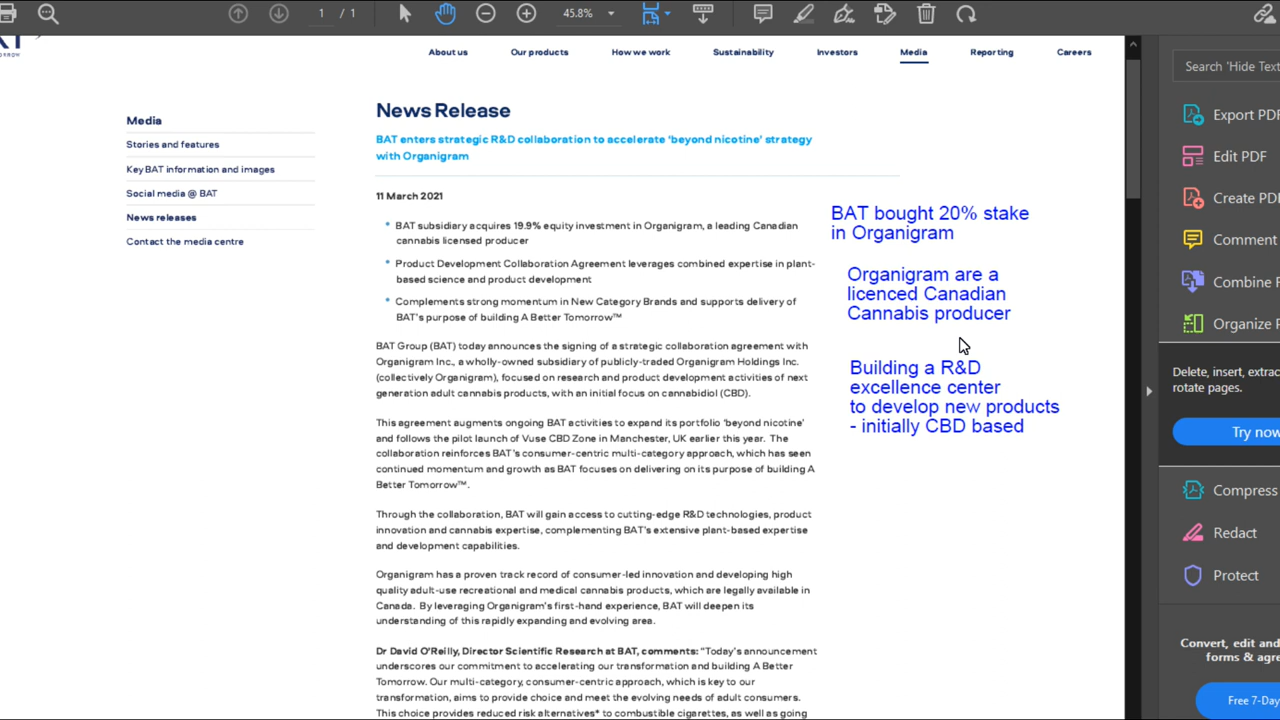 1 / 1
45.8%
About us
Our products
How we work
Sustainability
Investors
Media
Reporting
Careers
Media
Stories and features
Key BAT information and images
Social media @ BAT
News releases
Contact the media centre
News Release
BAT enters strategic R&D collaboration to accelerate 'beyond nicotine' strategy
with Organigram
11 March 2021
BAT subsidiary acquires 19.9% equity investment in Organigram, a leading Canadian
cannabis licensed producer
Product Development Collaboration Agreement leverages combined expertise in plant-
based science and product development
Complements strong momentum in New Category Brands and supports delivery of
BAT's purpose of building A Better Tomorrow™
BAT Group (BAT) today announces the signing of a strategic collaboration agreement with
Organigram Inc., a wholly-owned subsidiary of publicly-traded Organigram Holdings Inc.
(collectively Organigram), focused on research and product development activities of next
generation adult cannabis products, with an initial focus on cannabidiol (CBD).
This agreement augments ongoing BAT activities to expand its portfolio 'beyond nicotine'
and follows the pilot launch of Vuse CBD Zone in Manchester, UK earlier this year. The
collaboration reinforces BAT's consumer-centric multi-category approach, which has seen
continued momentum and growth as BAT focuses on delivering on its purpose of building A
Better Tomorrow™.
Through the collaboration, BAT will gain access to cutting-edge R&D technologies, product
innovation and cannabis expertise, complementing BAT's extensive plant-based expertise
and development capabilities.
Organigram has a proven track record of consumer-led innovation and developing high
quality adult-use recreational and medical cannabis products, which are legally available in
Canada. By leveraging Organigram's first-hand experience, BAT will deepen its
understanding of this rapidly expanding and evolving area.
Dr David O'Reilly, Director Scientific Research at BAT, comments: "Today's announcement
underscores our commitment to accelerating our transformation and building A Better
Tomorrow. Our multi-category, consumer-centric approach, which is key to our
transformation, aims to provide choice and meet the evolving needs of adult consumers.
This choice provides reduced risk alternatives* to combustible cigarettes, as well as going
BAT bought 20% stake
in Organigram
Organigram are a
licenced Canadian
Cannabis producer
Building a R&D
excellence center
to develop new products
- initially CBD based
Search 'Hide Text
Export PDF
Edit PDF
Create PD
Comment
Combine F
Organize P
Delete, insert, extrac
rotate pages.
Try now
Compress
Redact
Protect
Convert, edit and
forms & agre
Free 7-Day